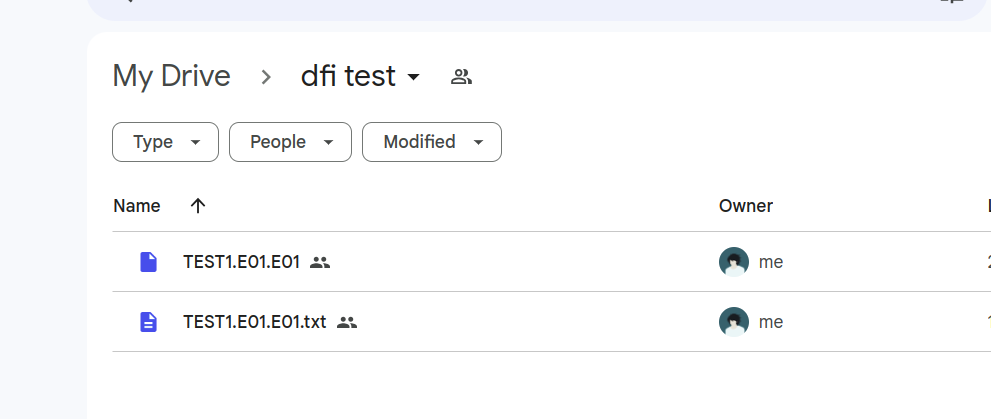 My Drive > dfi test
Type People Modified
Name Owner
TEST1.E01.E01 me
TEST1.E01.E01.txt me